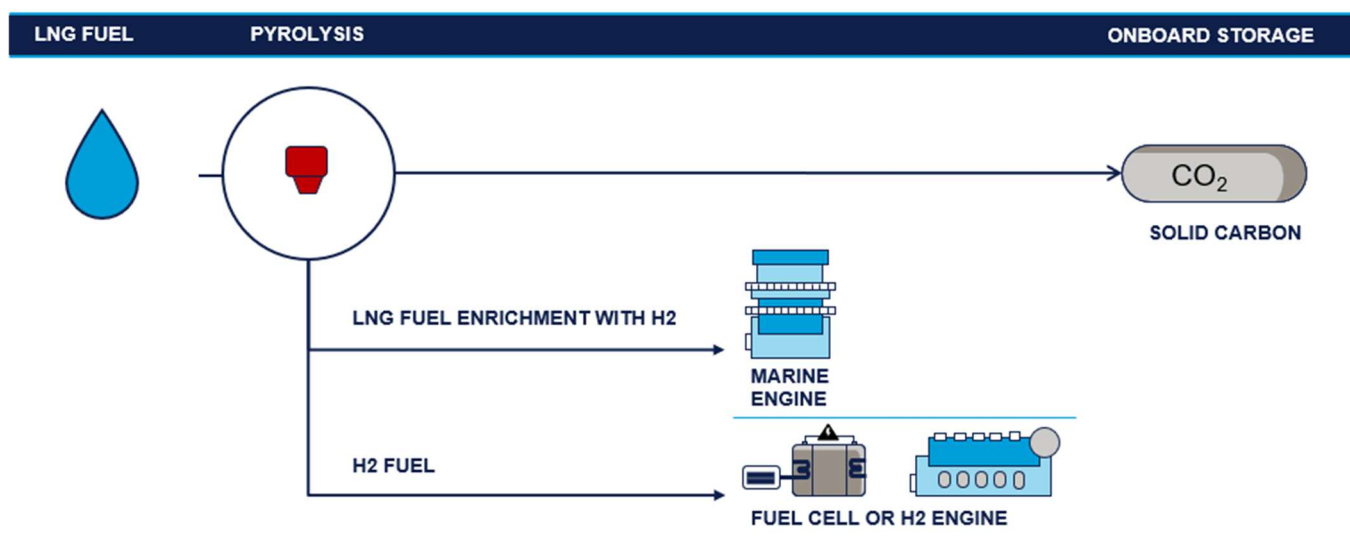 LNG FUEL PYROLYSIS ONBOARD STORAGE
CO₂
SOLID CARBON
LNG FUEL ENRICHMENT WITH H2
MARINE
ENGINE
H2 FUEL
FUEL CELL OR H2 ENGINE